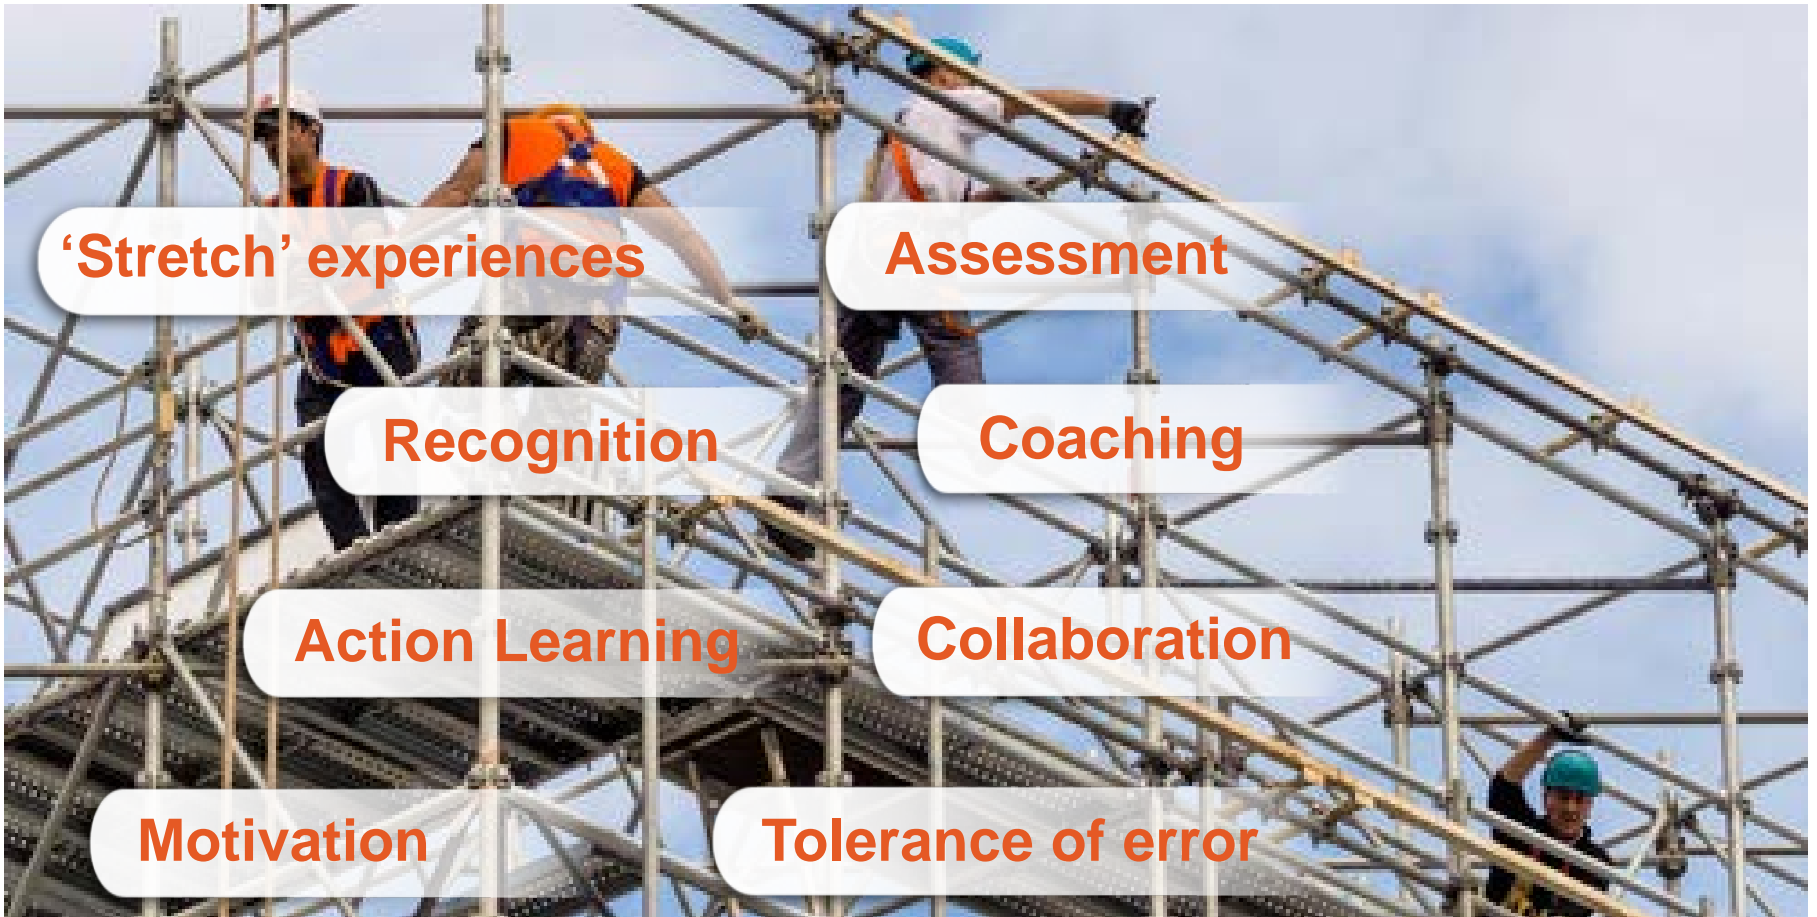 ‘Stretch’ experiences
Assessment
Recognition
Coaching
Action Learning
Collaboration
Motivation
Tolerance of error